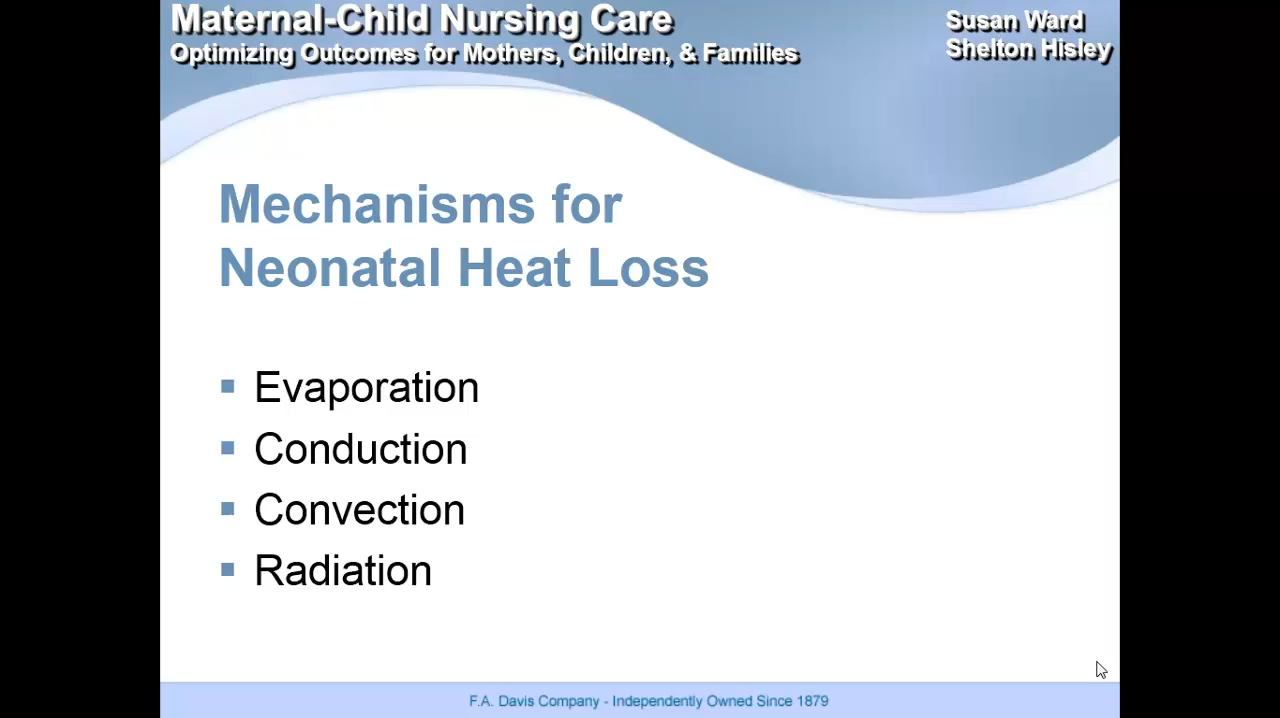 Maternal-Child Nursing Care
Optimizing Outcomes for Mothers, Children, & Families
Susan Ward
Shelton Hisley
Mechanisms for
Neonatal Heat Loss
Evaporation
Conduction
Convection
Radiation
F.A. Davis Company - Independently Owned Since 1879